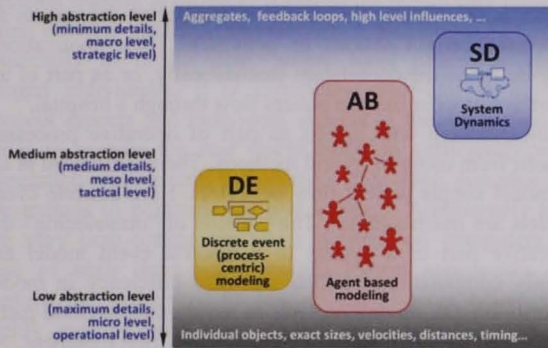 High abstraction level
(minimum details,
macro level,
strategic level)
Aggregates, feedback loops, high level influences, ...
SD
System
Dynamics
AB
Agent based
modeling
Medium abstraction level
(medium details,
meso level,
tactical level)
DE
Discrete event
(process-
centric)
modeling
Low abstraction level
(maximum details,
micro level,
operational level)
Individual objects, exact sizes, velocities, distances, timing...